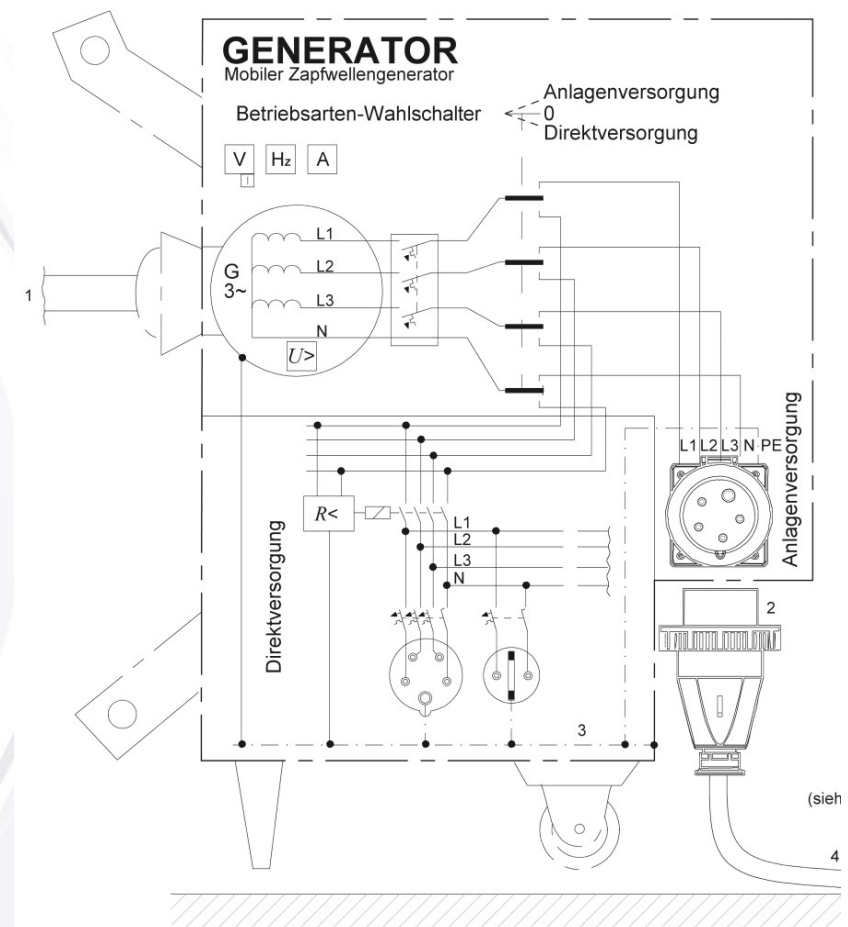 GENERATOR
Mobiler Zapfwellengenerator
Betriebsarten-Wahlschalter
Anlagenversorgung
0
Direktversorgung
V Hz A
L1
G
3~
L2
L3
N
U>
1
L1 L2 L3 N PE
Anlagenversorgung
R<
Direktversorgung
L1
L2
L3
N
2
3
(sieh
4